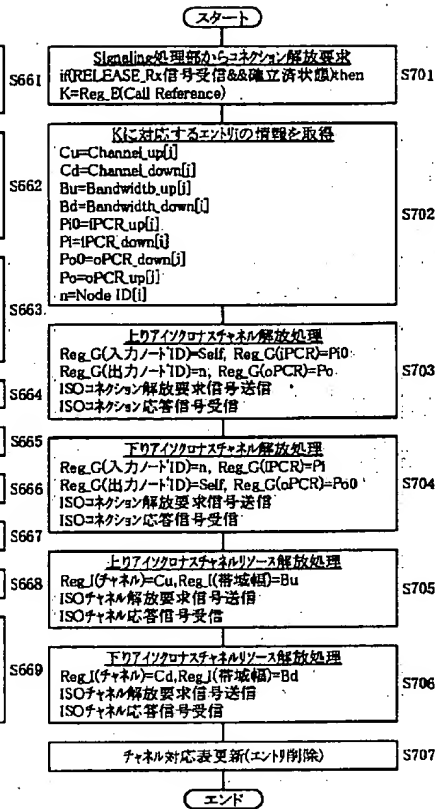 スタート
Signaling処理部からコネクション解放要求
if(RELEASE_Rx信号受信&&確立済状態)then
K=Reg_E(Call Reference)
S701
Kに対応するエントリiの情報を取得
Cu=Channel_up[i]
Cd=Channel_down[i]
Bu=Bandwidtb_up[i]
Bd=Bandwidth_down[i]
Pi0=iPCR_up[i]
Pi=iPCR_down[i]
Po0=oPCR_down[i]
Po=oPCR_up[i]
n=Node ID[i]
S702
上りアイソクロナスチャネル解放処理
Reg_G(入力ノードID)=Self, Reg_G(iPCR)=Pi0
Reg_G(出力ノードID)=n, Reg_G(oPCR)=Po
ISOコネクション解放要求信号送信
ISOコネクション応答信号受信
S703
下りアイソクロナスチャネル解放処理
Reg_G(入力ノードID)=n, Reg_G(iPCR)=Pi
Reg_G(出力ノードID)=Self, Reg_G(oPCR)=Po0
ISOコネクション解放要求信号送信
ISOコネクション応答信号受信
S704
上りアイソクロナスチャネルリソース解放処理
Reg_I(チャネル)=Cu,Reg_I(帯域幅)=Bu
ISOチャネル解放要求信号送信
ISOチャネル応答信号受信
S705
下りアイソクロナスチャネルリソース解放処理
Reg_I(チャネル)=Cd,Reg_I(帯域幅)=Bd
ISOチャネル解放要求信号送信
ISOチャネル応答信号受信
S706
チャネル対応表更新(エントリ削除)
S707
エンド
S661
S662
S663
S664
S665
S666
S667
S668
S669